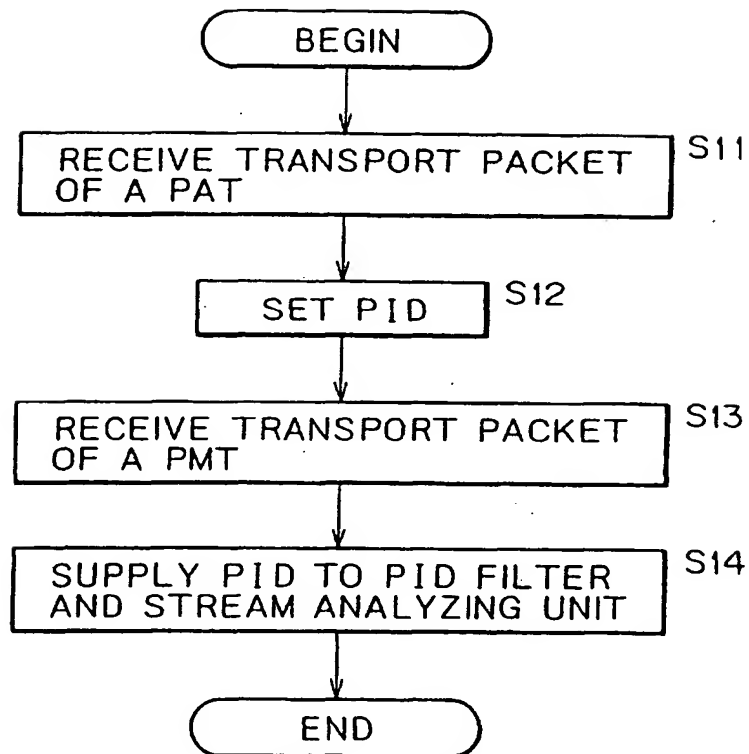 BEGIN
RECEIVE TRANSPORT PACKET
OF A PAT
S11
SET PID
S12
RECEIVE TRANSPORT PACKET
OF A PMT
S13
SUPPLY PID TO PID FILTER
AND STREAM ANALYZING UNIT
S14
END